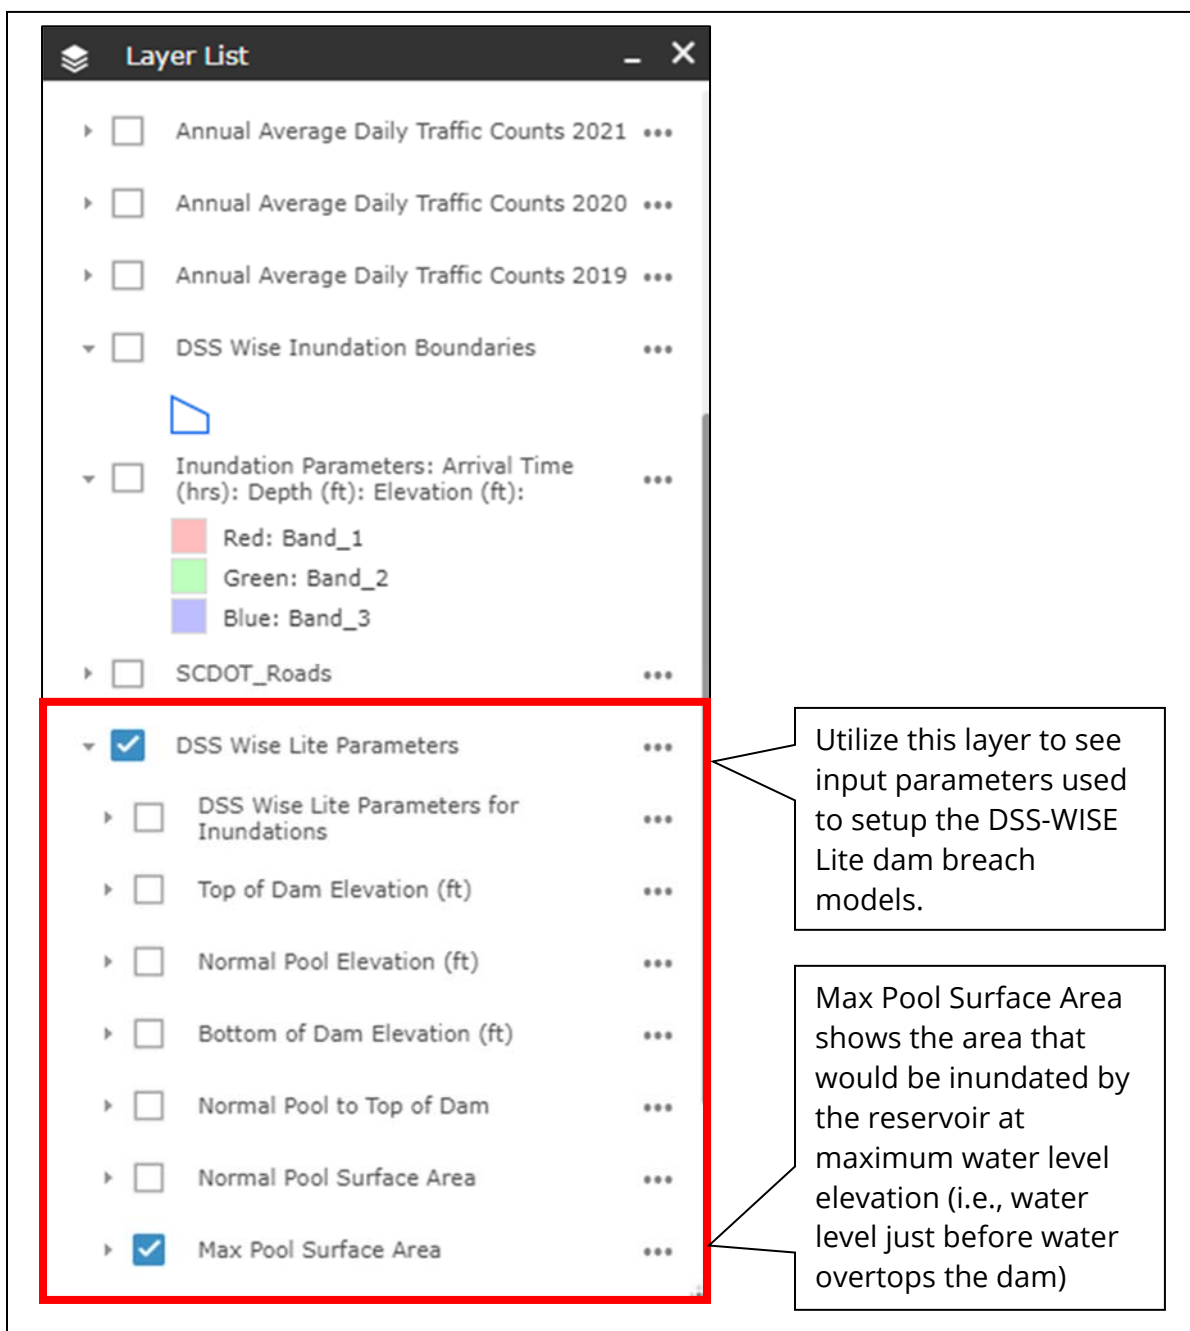 Layer List
Annual Average Daily Traffic Counts 2021
Annual Average Daily Traffic Counts 2020
Annual Average Daily Traffic Counts 2019
DSS Wise Inundation Boundaries
Inundation Parameters: Arrival Time
(hrs): Depth (ft): Elevation (ft):
Red: Band_1
Green: Band_2
Blue: Band_3
SCDOT_Roads
DSS Wise Lite Parameters
DSS Wise Lite Parameters for
Inundations
Top of Dam Elevation (ft)
Normal Pool Elevation (ft)
Bottom of Dam Elevation (ft)
Normal Pool to Top of Dam
Normal Pool Surface Area
Max Pool Surface Area
Utilize this layer to see
input parameters used
to setup the DSS-WISE
Lite dam breach
models.
Max Pool Surface Area
shows the area that
would be inundated by
the reservoir at
maximum water level
elevation (i.e., water
level just before water
overtops the dam)